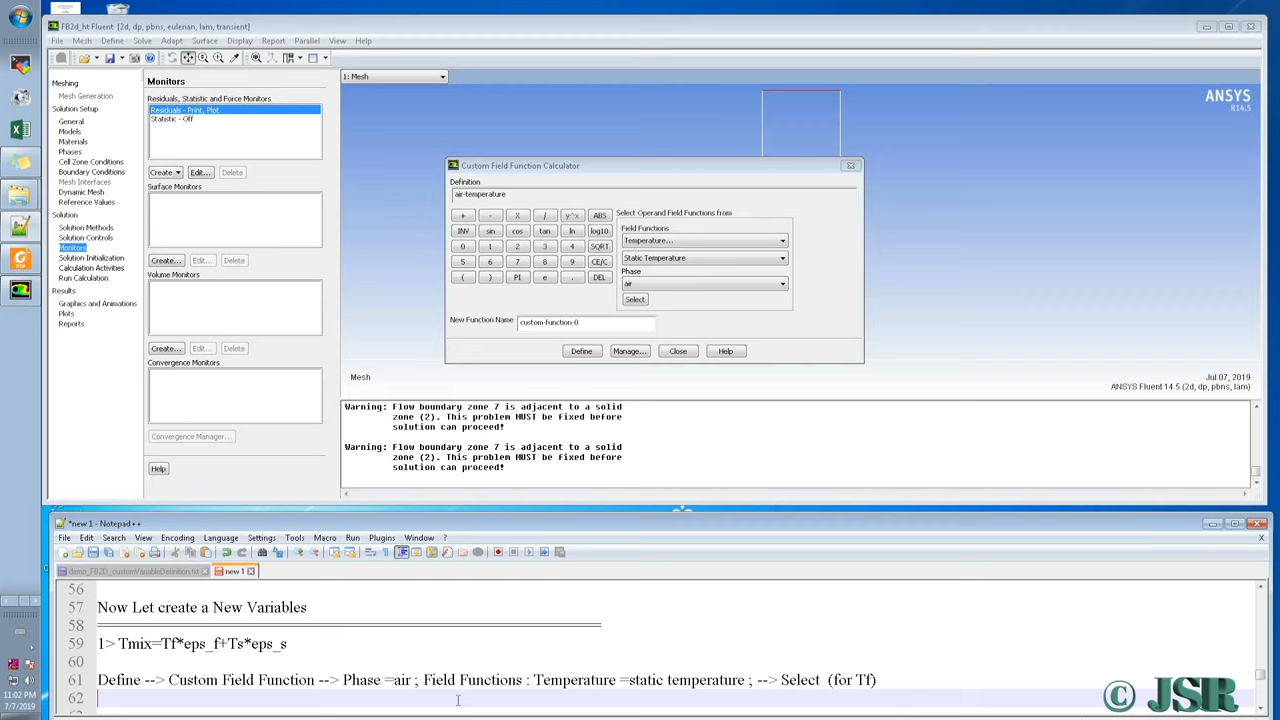 FB2d_ht Fluent [2d, dp, pbns, eulerian, lam, transient]
File Mesh Define Solve Adapt Surface Display Report Parallel View Help
Meshing
Mesh Generation
Solution Setup
General
Models
Materials
Phases
Cell Zone Conditions
Boundary Conditions
Mesh Interfaces
Dynamic Mesh
Reference Values
Solution
Solution Methods
Solution Controls
Monitors
Solution Initialization
Calculation Activities
Run Calculation
Results
Graphics and Animations
Plots
Reports
Monitors
Residuals, Statistic and Force Monitors
Residuals - Print, Plot
Statistic - Off
Create Edit... Delete
Surface Monitors
Create... Edit... Delete
Volume Monitors
Create... Edit... Delete
Convergence Monitors
Convergence Manager...
Help
1: Mesh
ANSYS
R14.5
Custom Field Function Calculator
Definition
air-temperature
+ - X / y^x ABS
INV sin cos tan ln log10
0 1 2 3 4 SQRT
5 6 7 8 9 CE/C
( ) PI e . DEL
Select Operand Field Functions from
Field Functions
Temperature...
Static Temperature
Phase
air
Select
New Function Name custom-function-0
Define Manage... Close Help
Mesh
Jul 07, 2019
ANSYS Fluent 14.5 (2d, dp, pbns, eulerian, lam, transient)
Warning: Flow boundary zone 7 is adjacent to a solid
zone (2). This problem MUST be fixed before
solution can proceed!
Warning: Flow boundary zone 7 is adjacent to a solid
zone (2). This problem MUST be fixed before
solution can proceed!
*new 1 - Notepad++
File Edit Search View Encoding Language Settings Tools Macro Run Plugins Window ? X
demo_FB2D_customVariableDefinition.txt new 1
56
57 Now Let create a New Variables
58 ================================
59 1> Tmix=Tf*eps_f+Ts*eps_s
60
61 Define --> Custom Field Function --> Phase =air ; Field Functions : Temperature =static temperature ; --> Select (for Tf)
62
11:02 PM
7/7/2019
© JSR